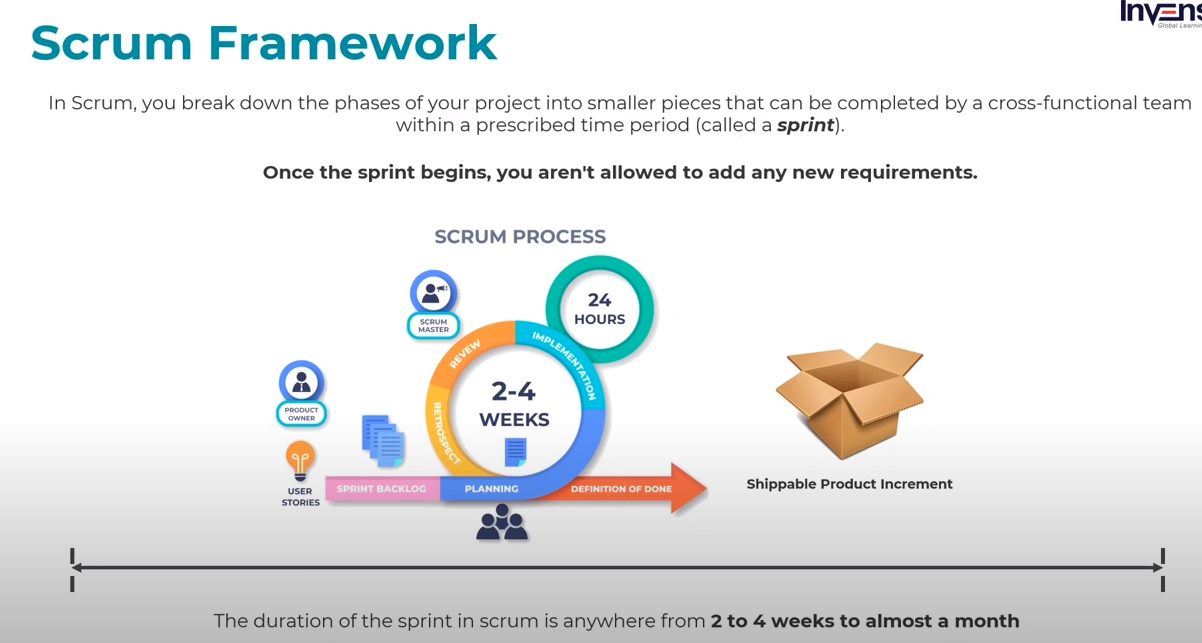 Invens
Global Learnin
Scrum Framework
In Scrum, you break down the phases of your project into smaller pieces that can be completed by a cross-functional team
within a prescribed time period (called a sprint).
Once the sprint begins, you aren't allowed to add any new requirements.
SCRUM PROCESS
24
HOURS
SCRUM
MASTER
REVEW
IMPLEMENTATION
2-4
WEEKS
RETROSPECT
PRODUCT
OWNER
USER
STORIES
SPRINT BACKLOG
PLANNING
DEFINITION OF DONE
Shippable Product Increment
The duration of the sprint in scrum is anywhere from 2 to 4 weeks to almost a month